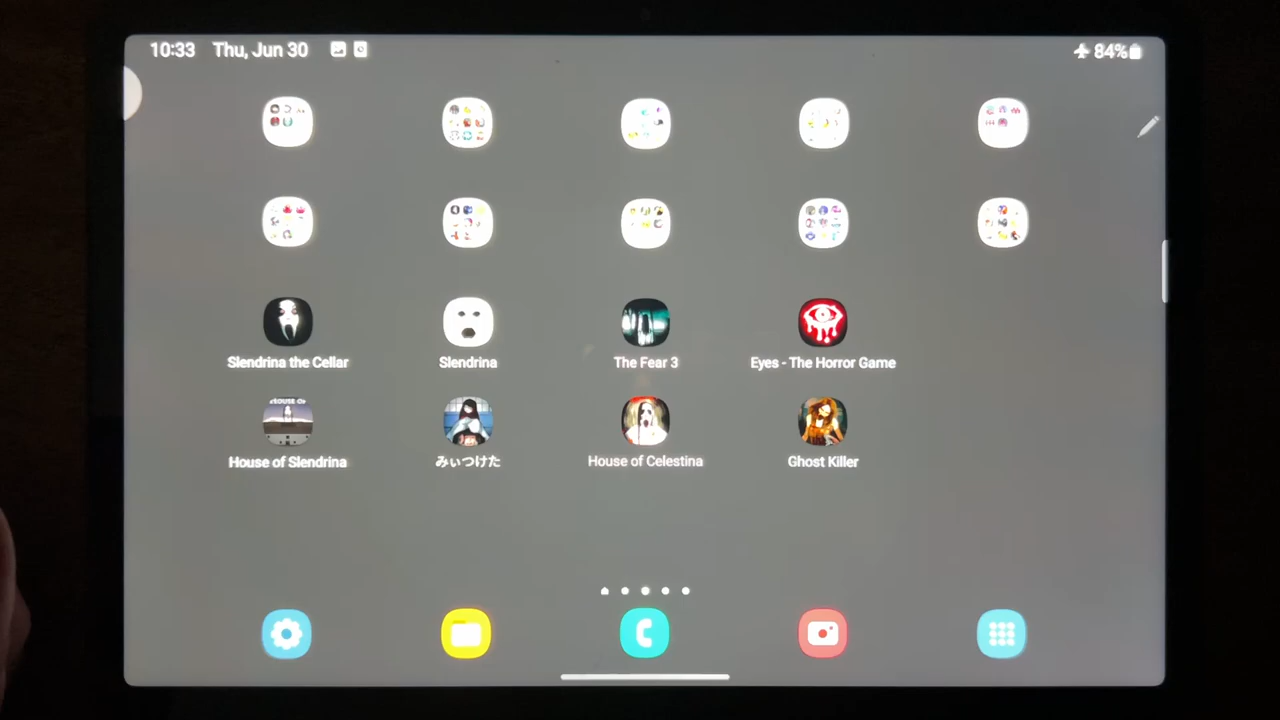 10:33 Thu, Jun 30 84%
Slendrina the Cellar Slendrina The Fear 3 Eyes - The Horror Game
House of Slendrina みぃつけた House of Celestina Ghost Killer